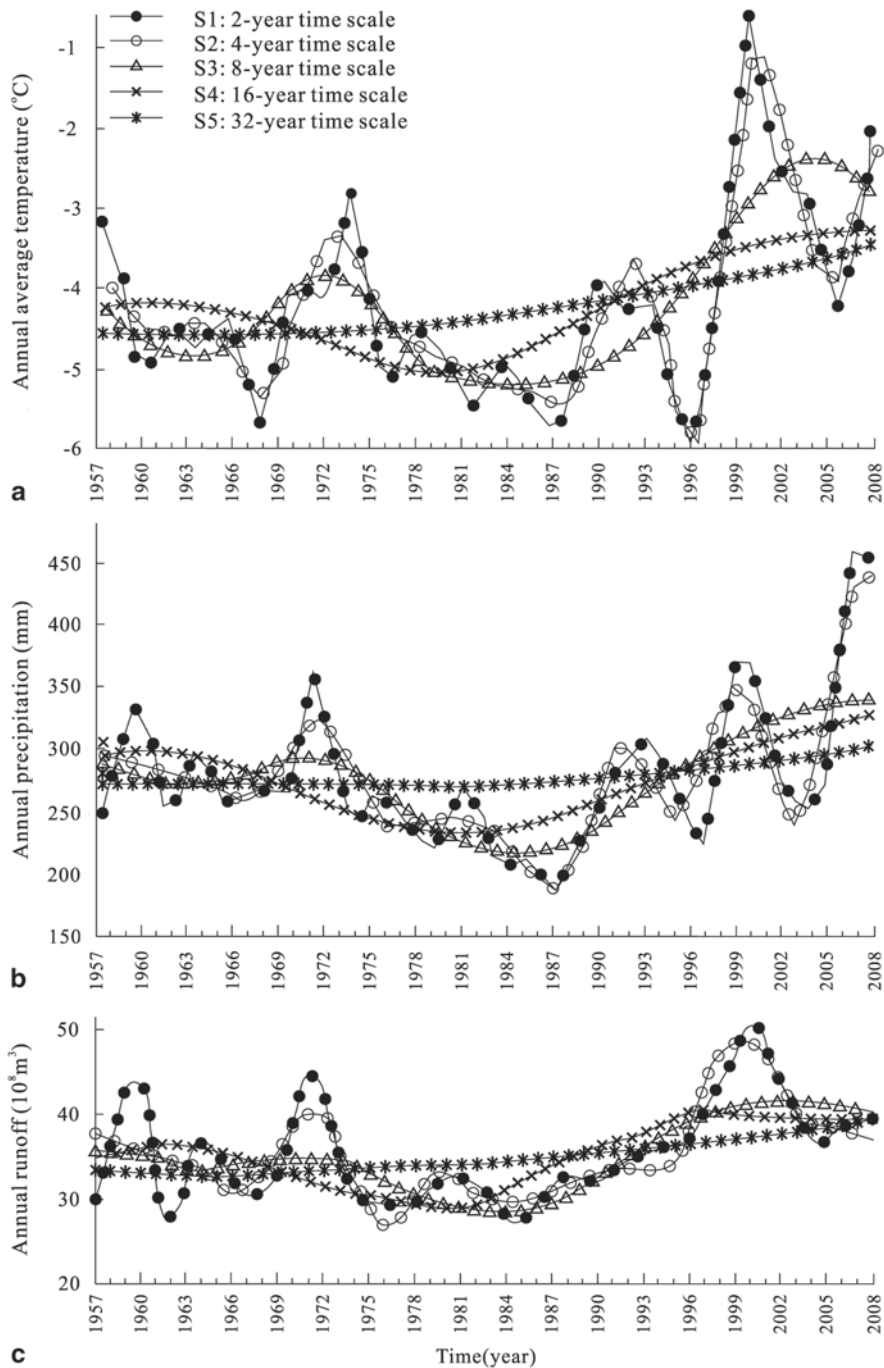 S1: 2-year time scale
S2: 4-year time scale
S3: 8-year time scale
S4: 16-year time scale
S5: 32-year time scale
Annual average temperature (°C)
-1
-2
-3
-4
-5
-6
1957 1960 1963 1966 1969 1972 1975 1978 1981 1984 1987 1990 1993 1996 1999 2002 2005 2008
a
Annual precipitation (mm)
450
400
350
300
250
200
150
1957 1960 1963 1966 1969 1972 1975 1978 1981 1984 1987 1990 1993 1996 1999 2002 2005 2008
b
Annual runoff (10⁸m³)
50
40
30
20
1957 1960 1963 1966 1969 1972 1975 1978 1981 1984 1987 1990 1993 1996 1999 2002 2005 2008
c
Time(year)